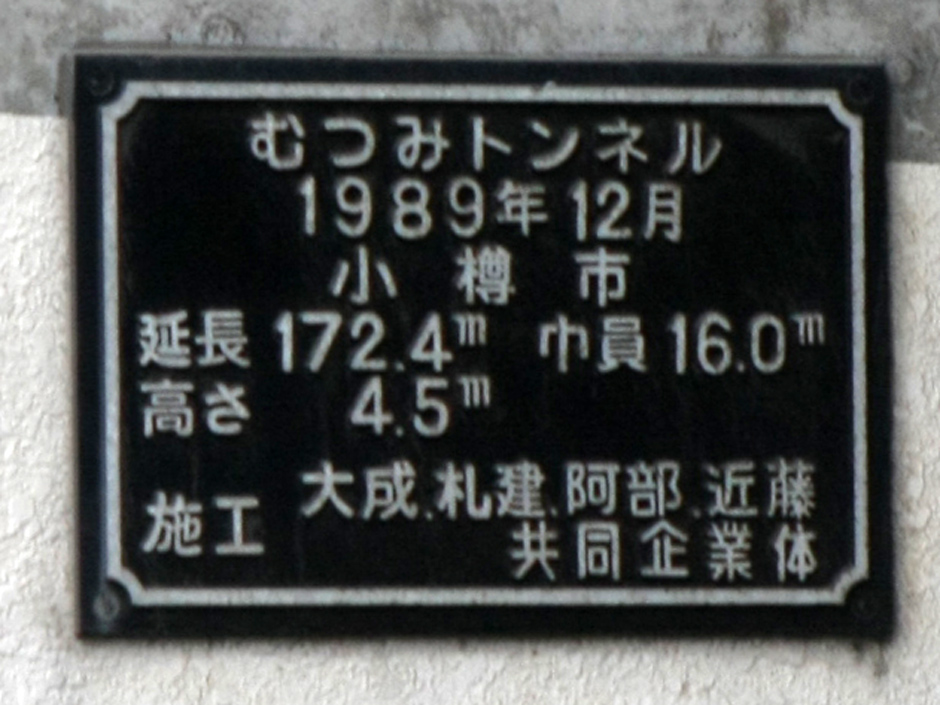 むつみトンネル
1989年12月
小樽市
延長 172.4m 巾員 16.0m
高さ 4.5m
施工 大成、札建、阿部、近藤
共同企業体